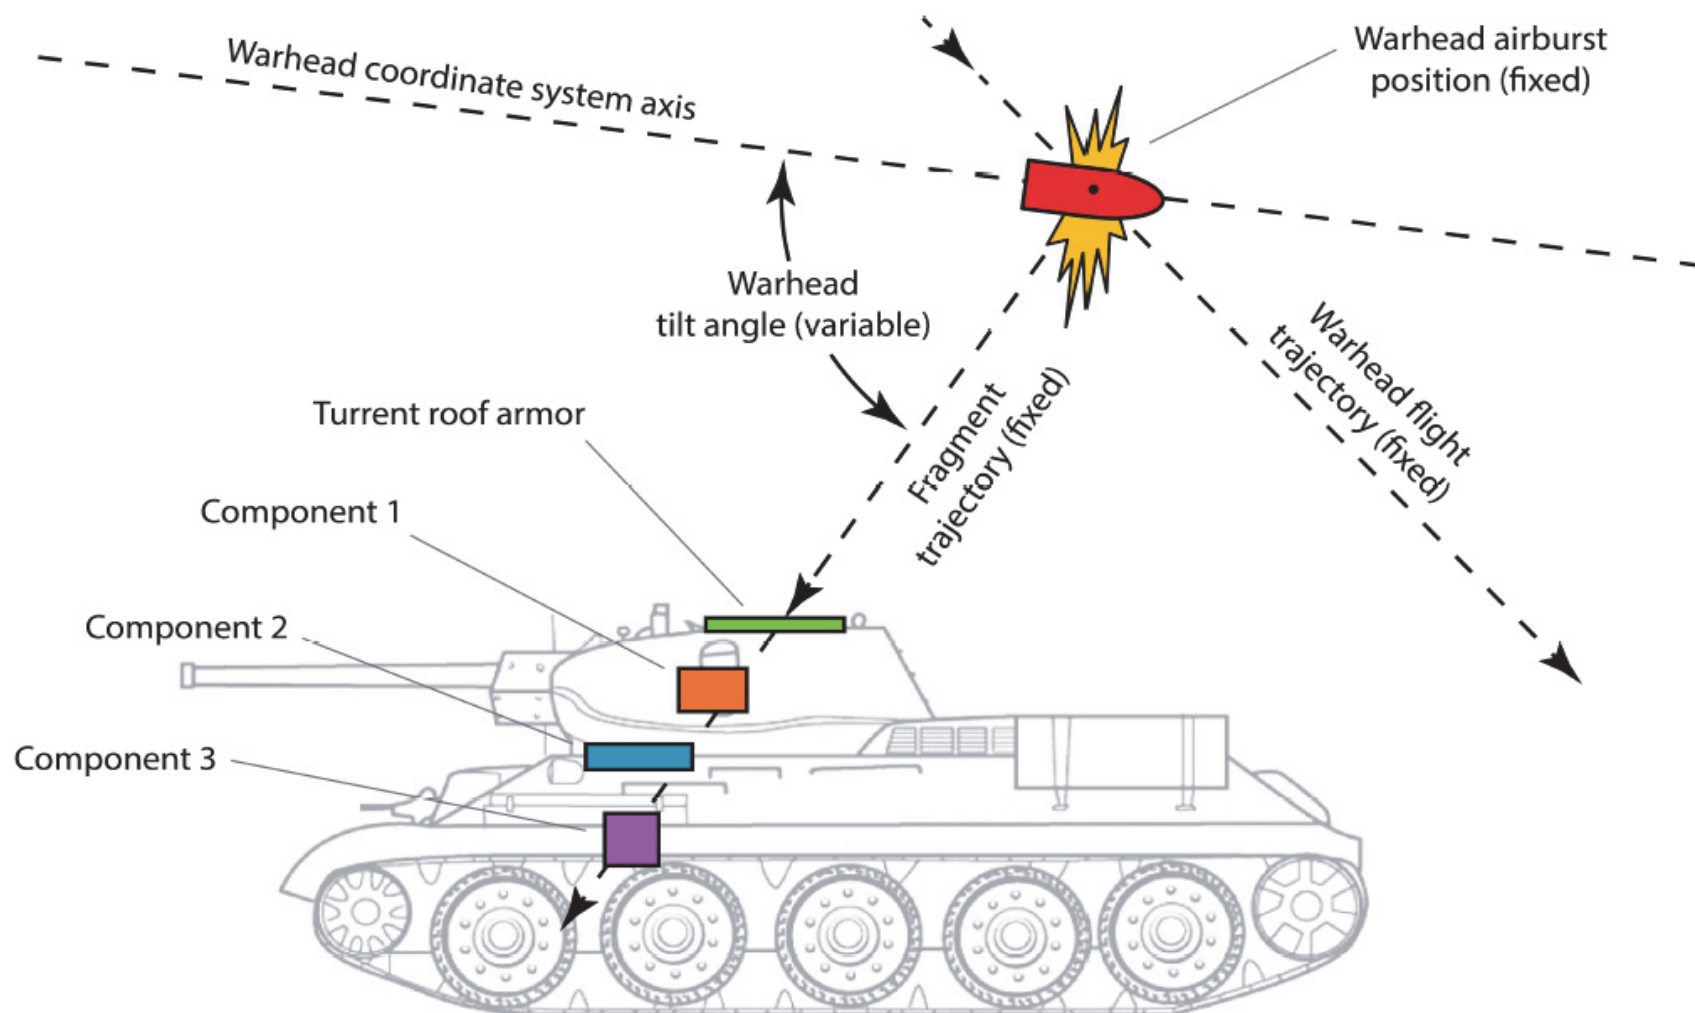 Warhead coordinate system axis
Warhead airburst
position (fixed)
Warhead
tilt angle (variable)
Warhead flight
trajectory (fixed)
Fragment
trajectory (fixed)
Turrent roof armor
Component 1
Component 2
Component 3